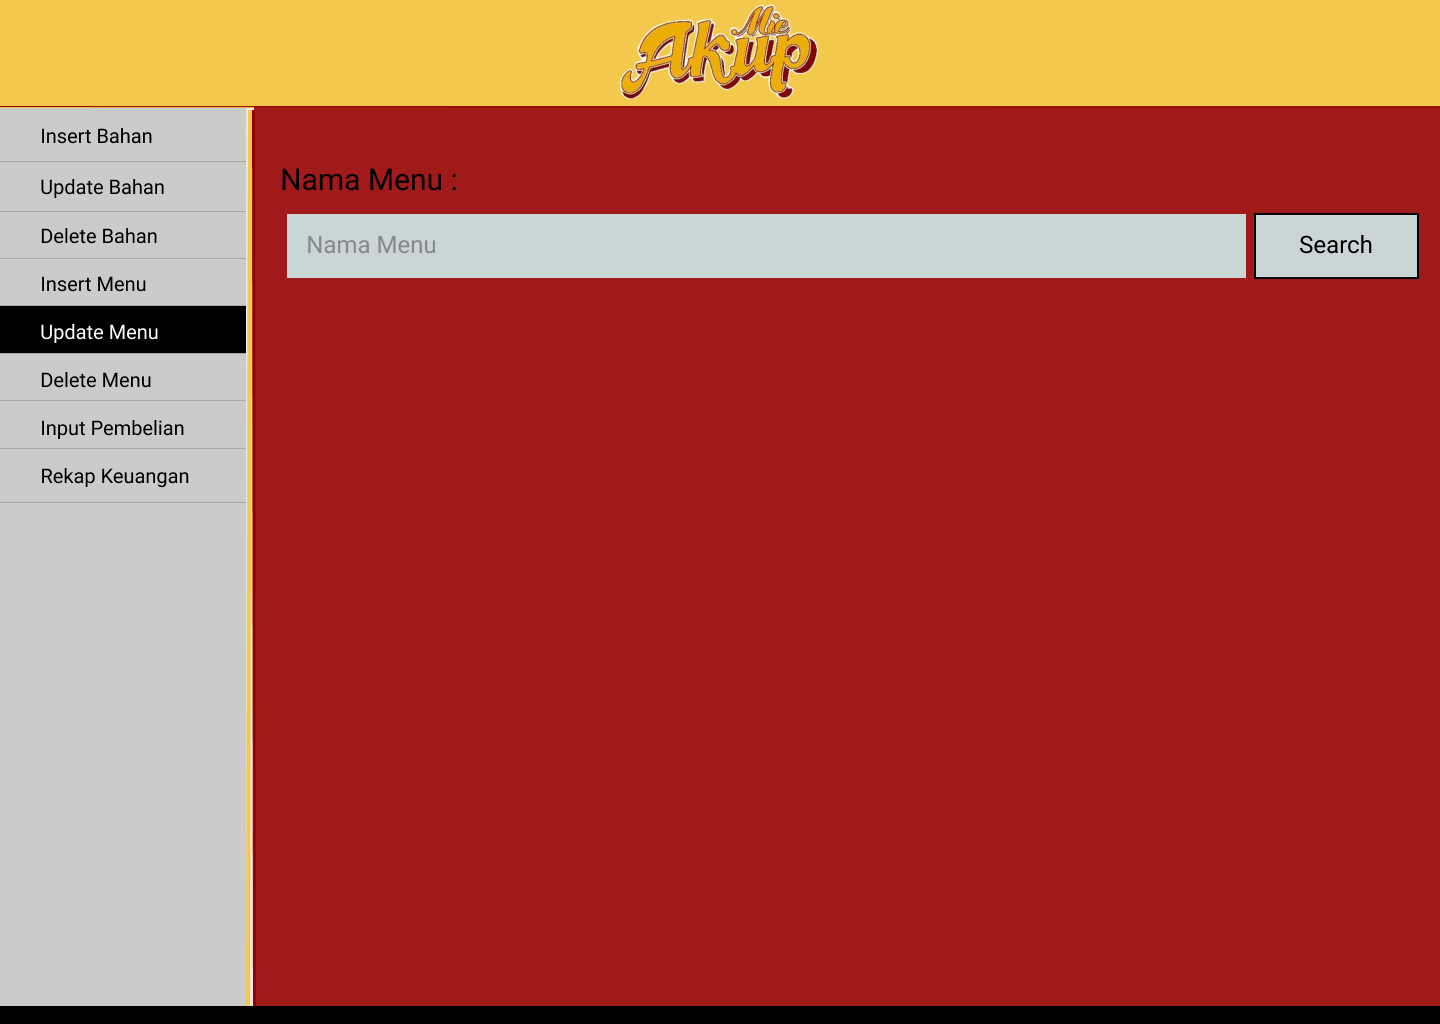 Mie
Akup
Insert Bahan
Update Bahan
Delete Bahan
Insert Menu
Update Menu
Delete Menu
Input Pembelian
Rekap Keuangan
Nama Menu :
Nama Menu
Search